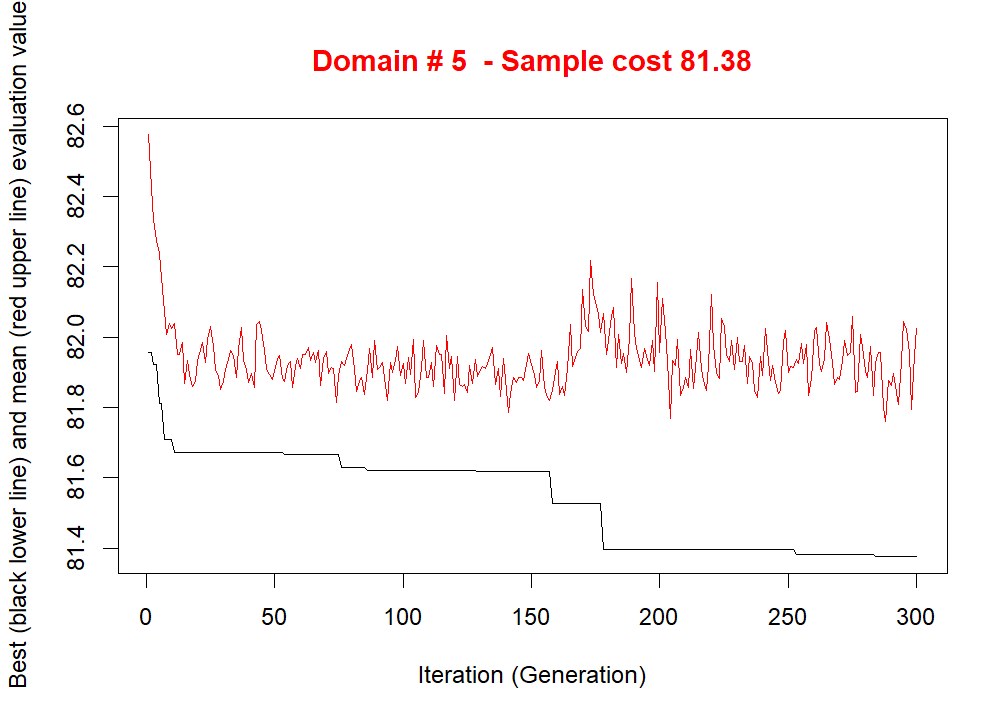 Domain # 5  - Sample cost 81.38
Best (black lower line) and mean (red upper line) evaluation value
82.6
82.4
82.2
82.0
81.8
81.6
81.4
0 50 100 150 200 250 300
Iteration (Generation)